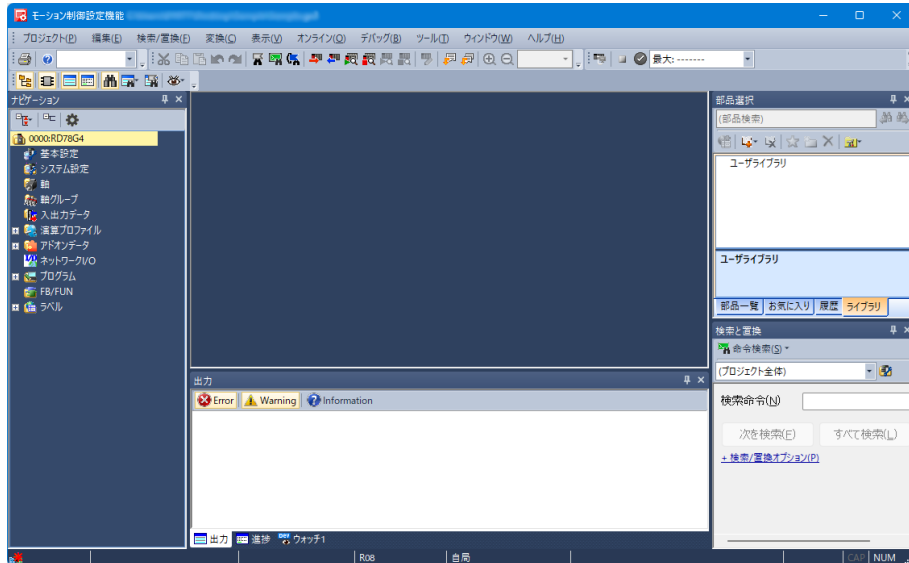 モーション制御設定機能
プロジェクト(P) 編集(E) 検索/置換(F) 変換(C) 表示(V) オンライン(O) デバッグ(B) ツール(T) ウィンドウ(W) ヘルプ(H)
最大: -------
ナビゲーション
0000:RD78G4
基本設定
システム設定
軸
軸グループ
入出力データ
演算プロファイル
アドオンデータ
ネットワークI/O
プログラム
FB/FUN
ラベル
出力
Error Warning Information
出力 進捗 ウォッチ1
部品選択
(部品検索)
ユーザライブラリ
ユーザライブラリ
部品一覧 お気に入り 履歴 ライブラリ
検索と置換
命令検索(S)
(プロジェクト全体)
検索命令(N)
次を検索(F) すべて検索(L)
+ 検索/置換オプション(P)
R08 自局 CAP NUM